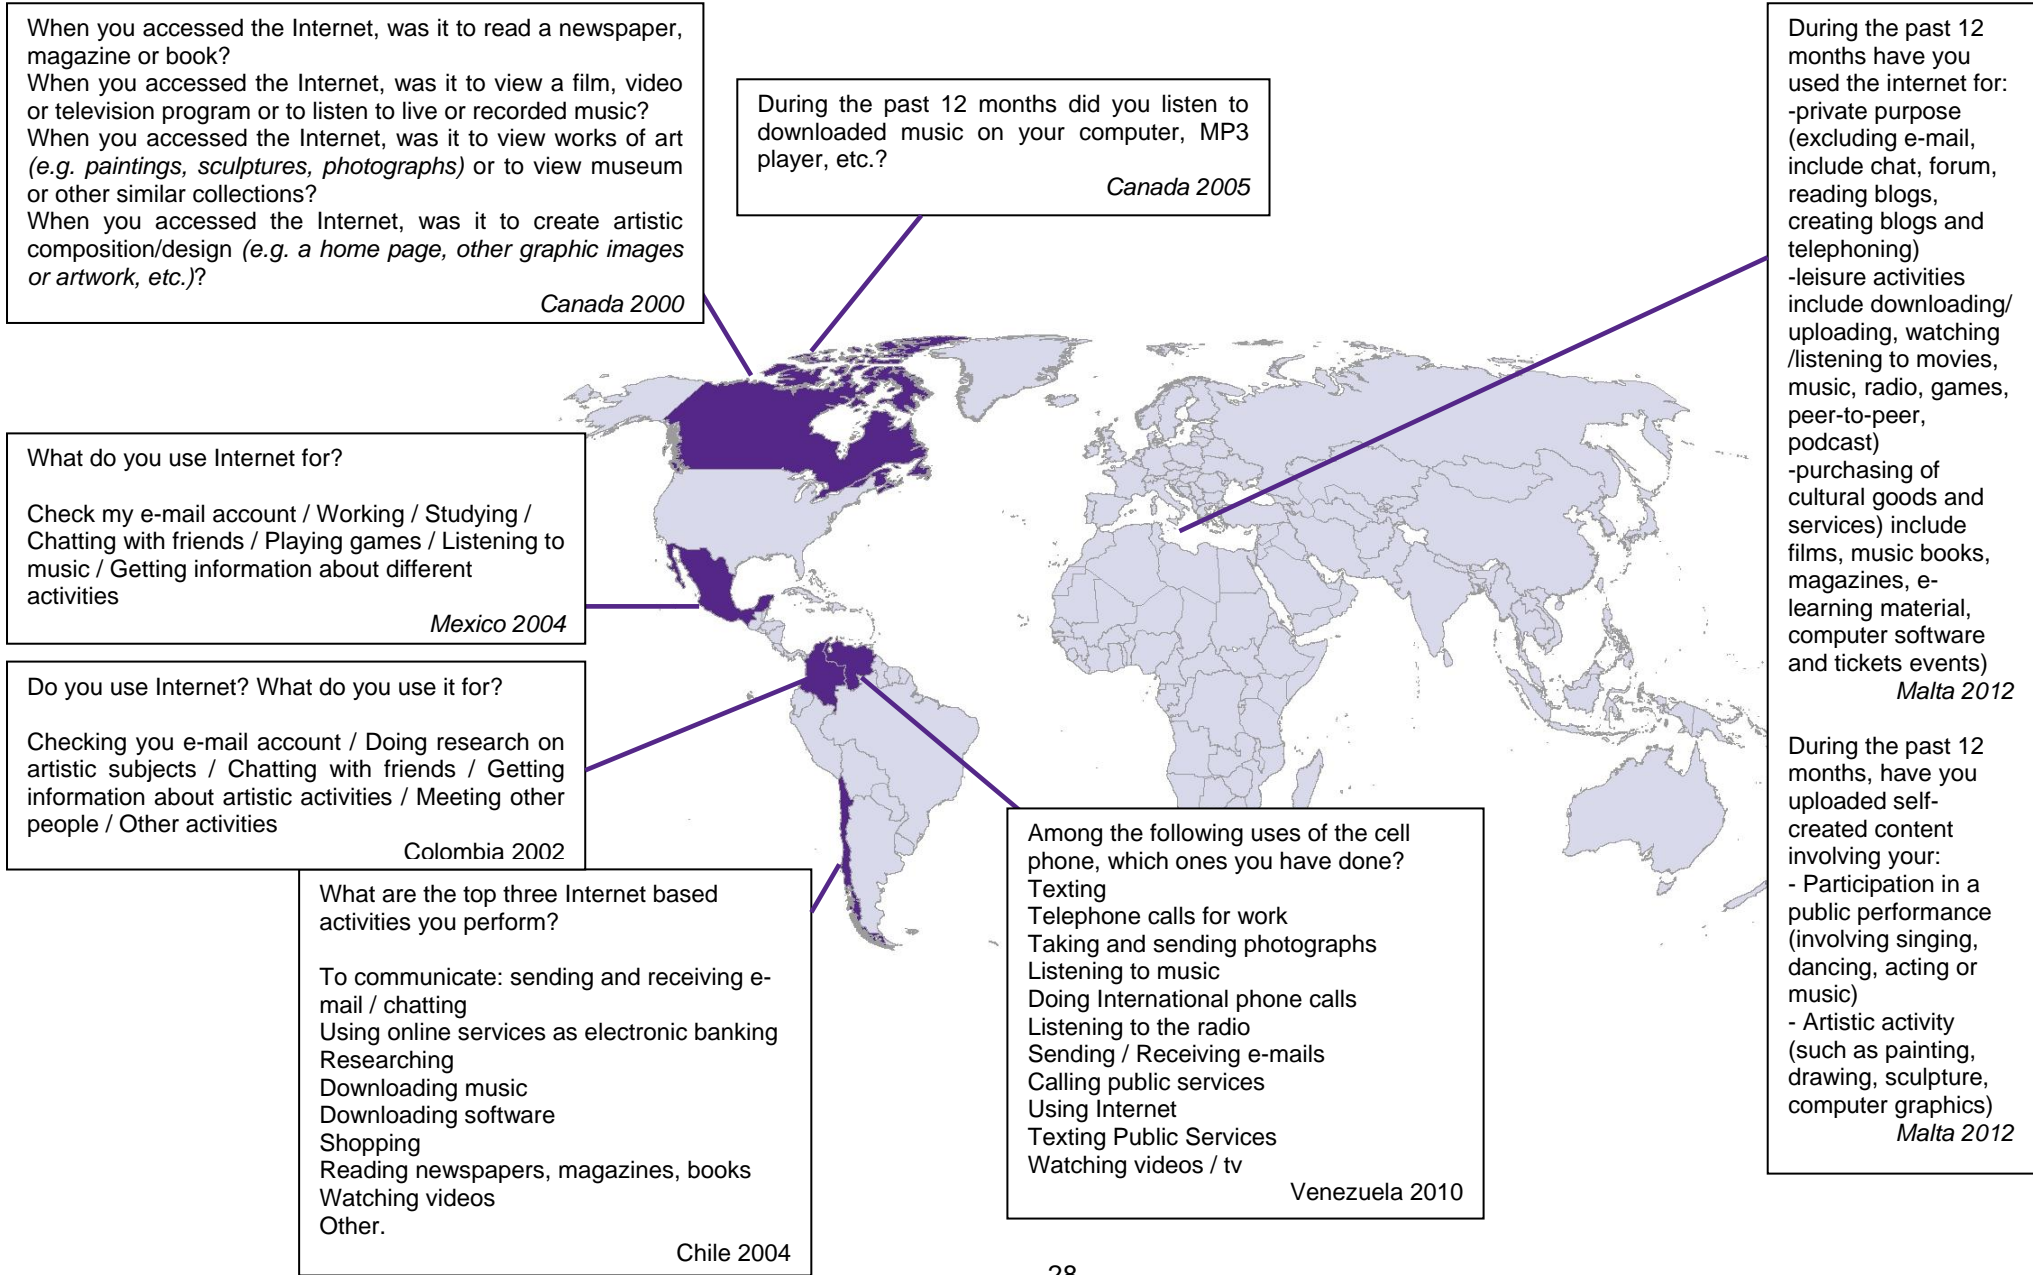 When you accessed the Internet, was it to read a newspaper,
magazine or book?
When you accessed the Internet, was it to view a film, video
or television program or to listen to live or recorded music?
When you accessed the Internet, was it to view works of art
(e.g. paintings, sculptures, photographs) or to view museum
or other similar collections?
When you accessed the Internet, was it to create artistic
composition/design (e.g. a home page, other graphic images
or artwork, etc.)?
Canada 2000
During the past 12 months did you listen to
downloaded music on your computer, MP3
player, etc.?
Canada 2005
What do you use Internet for?
Check my e-mail account / Working / Studying /
Chatting with friends / Playing games / Listening to
music / Getting information about different
activities
Mexico 2004
Do you use Internet? What do you use it for?
Checking you e-mail account / Doing research on
artistic subjects / Chatting with friends / Getting
information about artistic activities / Meeting other
people / Other activities
Colombia 2002
What are the top three Internet based
activities you perform?
To communicate: sending and receiving e-
mail / chatting
Using online services as electronic banking
Researching
Downloading music
Downloading software
Shopping
Reading newspapers, magazines, books
Watching videos
Other.
Chile 2004
Among the following uses of the cell
phone, which ones you have done?
Texting
Telephone calls for work
Taking and sending photographs
Listening to music
Doing International phone calls
Listening to the radio
Sending / Receiving e-mails
Calling public services
Using Internet
Texting Public Services
Watching videos / tv
Venezuela 2010
During the past 12
months have you
used the internet for:
-private purpose
(excluding e-mail,
include chat, forum,
reading blogs,
creating blogs and
telephoning)
-leisure activities
include downloading/
uploading, watching
/listening to movies,
music, radio, games,
peer-to-peer,
podcast)
-purchasing of
cultural goods and
services) include
films, music books,
magazines, e-
learning material,
computer software
and tickets events)
Malta 2012
During the past 12
months, have you
uploaded self-
created content
involving your:
- Participation in a
public performance
(involving singing,
dancing, acting or
music)
- Artistic activity
(such as painting,
drawing, sculpture,
computer graphics)
Malta 2012
28